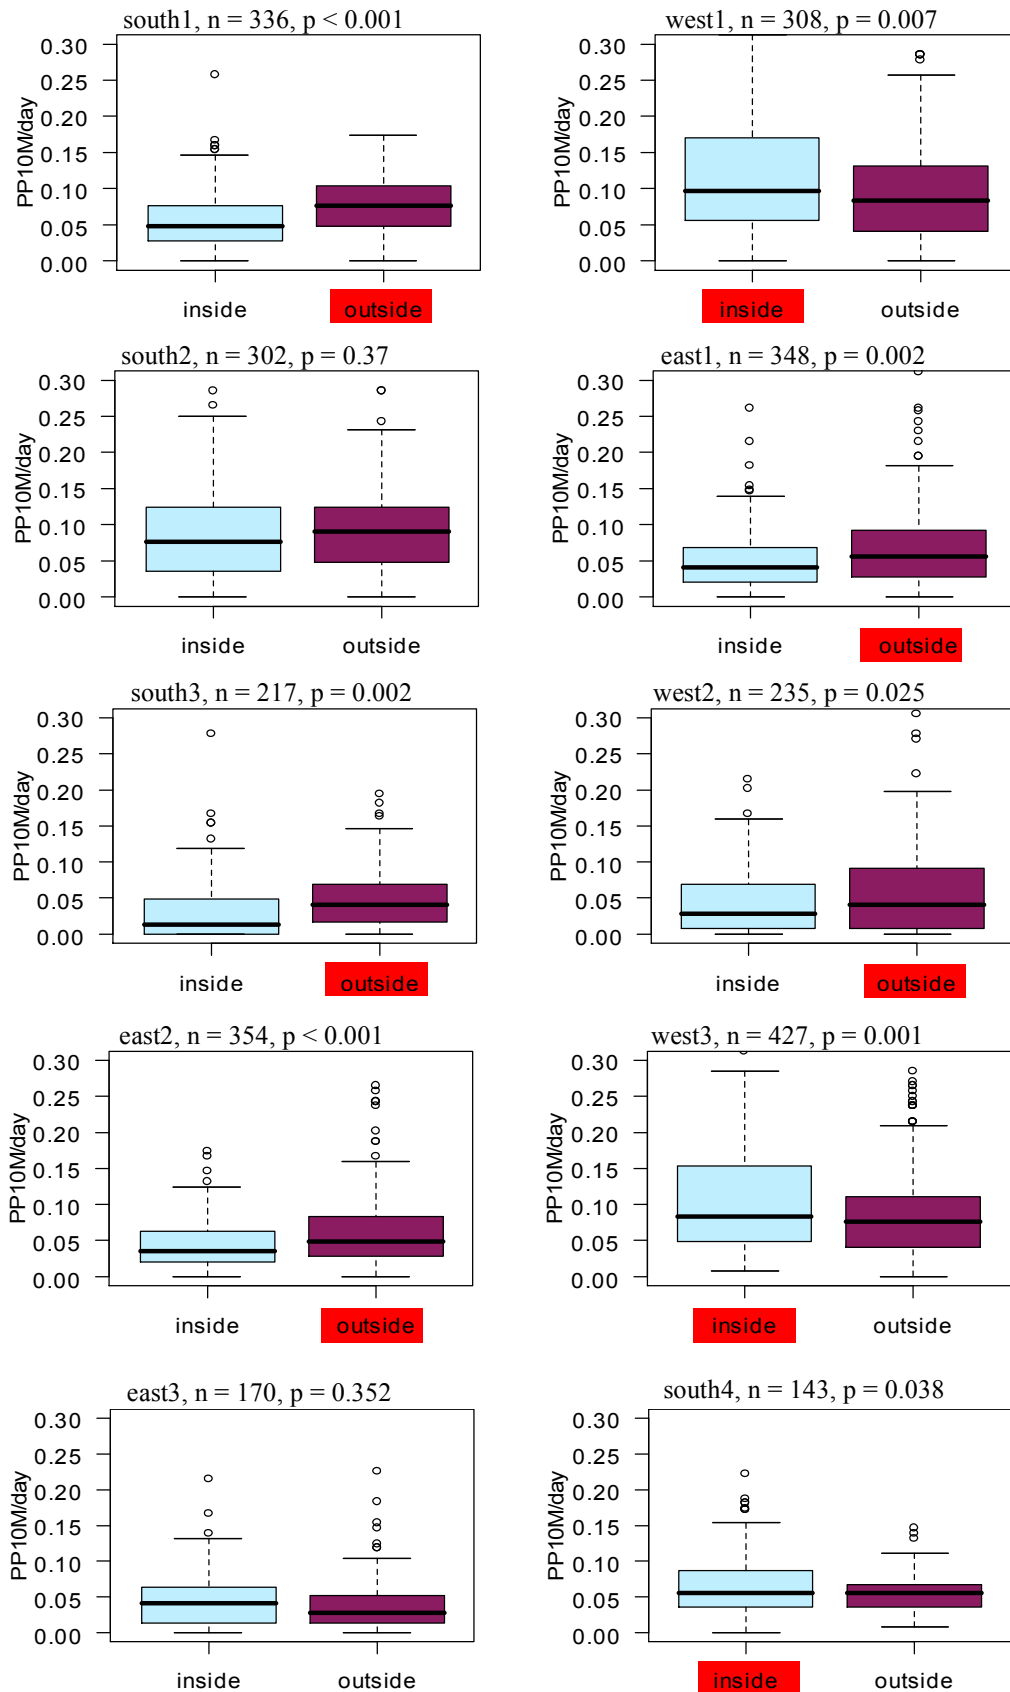 south1, n = 336, p < 0.001
PP10M/day
0.30
0.25
0.20
0.15
0.10
0.05
0.00
inside
outside
west1, n = 308, p = 0.007
PP10M/day
0.30
0.25
0.20
0.15
0.10
0.05
0.00
inside
outside
south2, n = 302, p = 0.37
PP10M/day
0.30
0.25
0.20
0.15
0.10
0.05
0.00
inside
outside
east1, n = 348, p = 0.002
PP10M/day
0.30
0.25
0.20
0.15
0.10
0.05
0.00
inside
outside
south3, n = 217, p = 0.002
PP10M/day
0.30
0.25
0.20
0.15
0.10
0.05
0.00
inside
outside
west2, n = 235, p = 0.025
PP10M/day
0.30
0.25
0.20
0.15
0.10
0.05
0.00
inside
outside
east2, n = 354, p < 0.001
PP10M/day
0.30
0.25
0.20
0.15
0.10
0.05
0.00
inside
outside
west3, n = 427, p = 0.001
PP10M/day
0.30
0.25
0.20
0.15
0.10
0.05
0.00
inside
outside
east3, n = 170, p = 0.352
PP10M/day
0.30
0.25
0.20
0.15
0.10
0.05
0.00
inside
outside
south4, n = 143, p = 0.038
PP10M/day
0.30
0.25
0.20
0.15
0.10
0.05
0.00
inside
outside